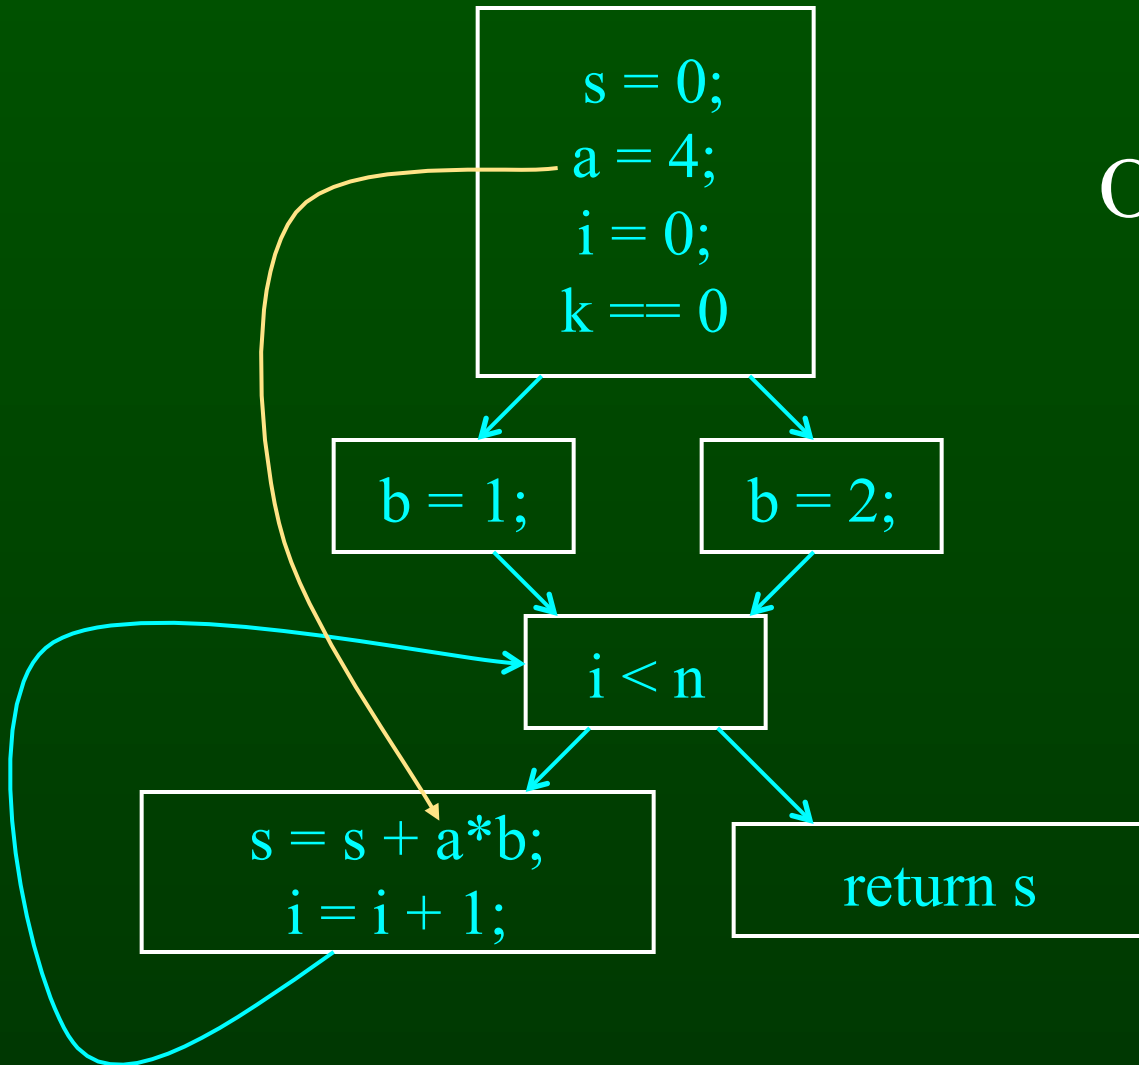 s = 0;
a = 4;
i = 0;
k == 0
b = 1;
b = 2;
i < n
s = s + a*b;
i = i + 1;
return s